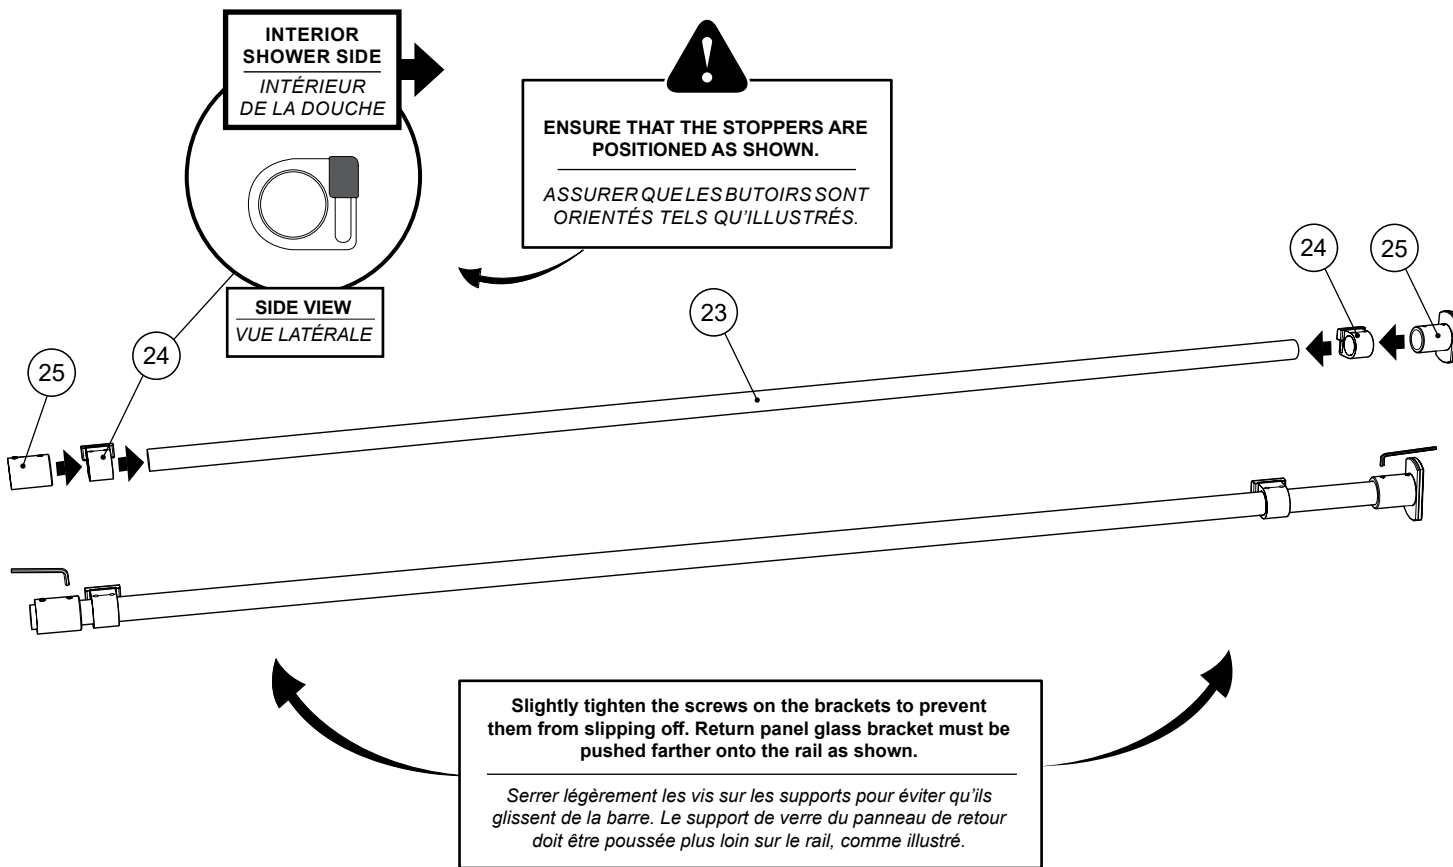 INTERIOR
SHOWER SIDE
INTÉRIEUR
DE LA DOUCHE
ENSURE THAT THE STOPPERS ARE
POSITIONED AS SHOWN.
ASSURER QUE LES BUTOIRS SONT
ORIENTÉS TELS QU'ILLUSTRÉS.
SIDE VIEW
VUE LATÉRALE
24
25
23
24
25
Slightly tighten the screws on the brackets to prevent
them from slipping off. Return panel glass bracket must be
pushed farther onto the rail as shown.
Serrer légèrement les vis sur les supports pour éviter qu'ils
glissent de la barre. Le support de verre du panneau de retour
doit être poussée plus loin sur le rail, comme illustré.